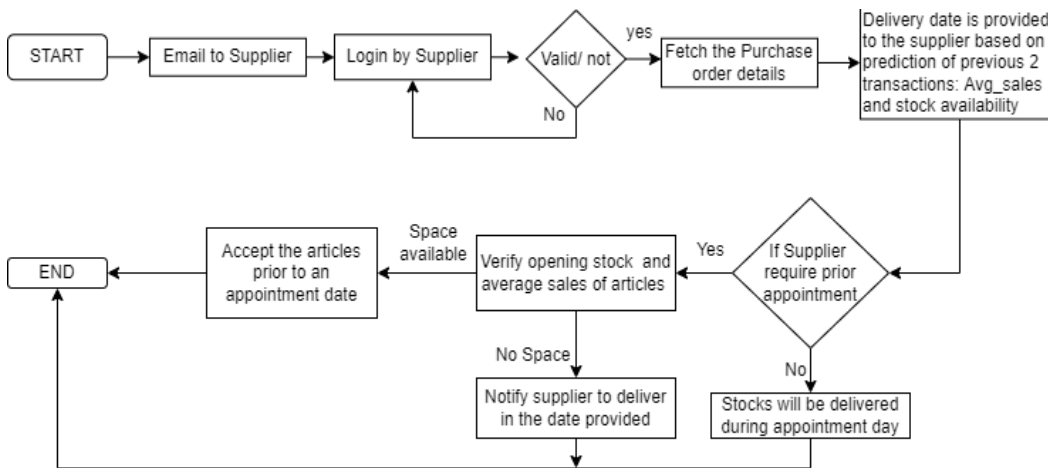 START
Email to Supplier
Login by Supplier
Valid/ not
yes
No
Fetch the Purchase
order details
Delivery date is provided
to the supplier based on
prediction of previous 2
transactions: Avg_sales
and stock availability
If Supplier
require prior
appointment
Yes
No
Verify opening stock and
average sales of articles
Space
available
No Space
Accept the articles
prior to an
appointment date
END
Notify supplier to deliver
in the date provided
Stocks will be delivered
during appointment day